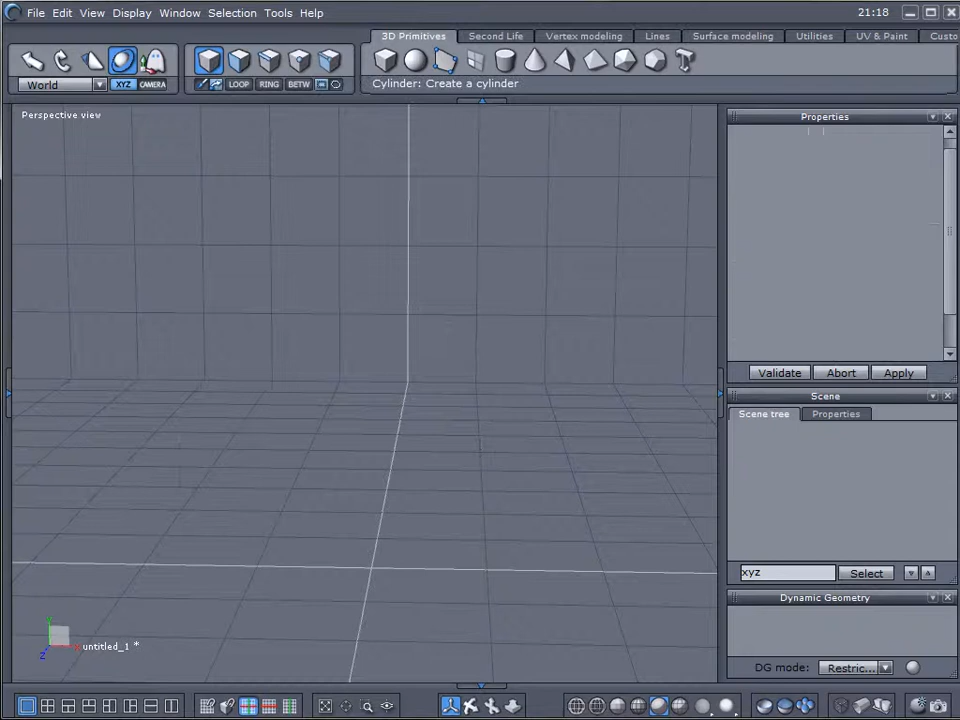 File Edit View Display Window Selection Tools Help 21:18
3D Primitives Second Life Vertex modeling Lines Surface modeling Utilities UV & Paint Custo
World XYZ CAMERA LOOP RING BETW Cylinder: Create a cylinder
Perspective view
Properties
Validate Abort Apply
Scene
Scene tree Properties
xyz Select
Dynamic Geometry
DG mode: Restric...
Y
X
Z
untitled_1 *